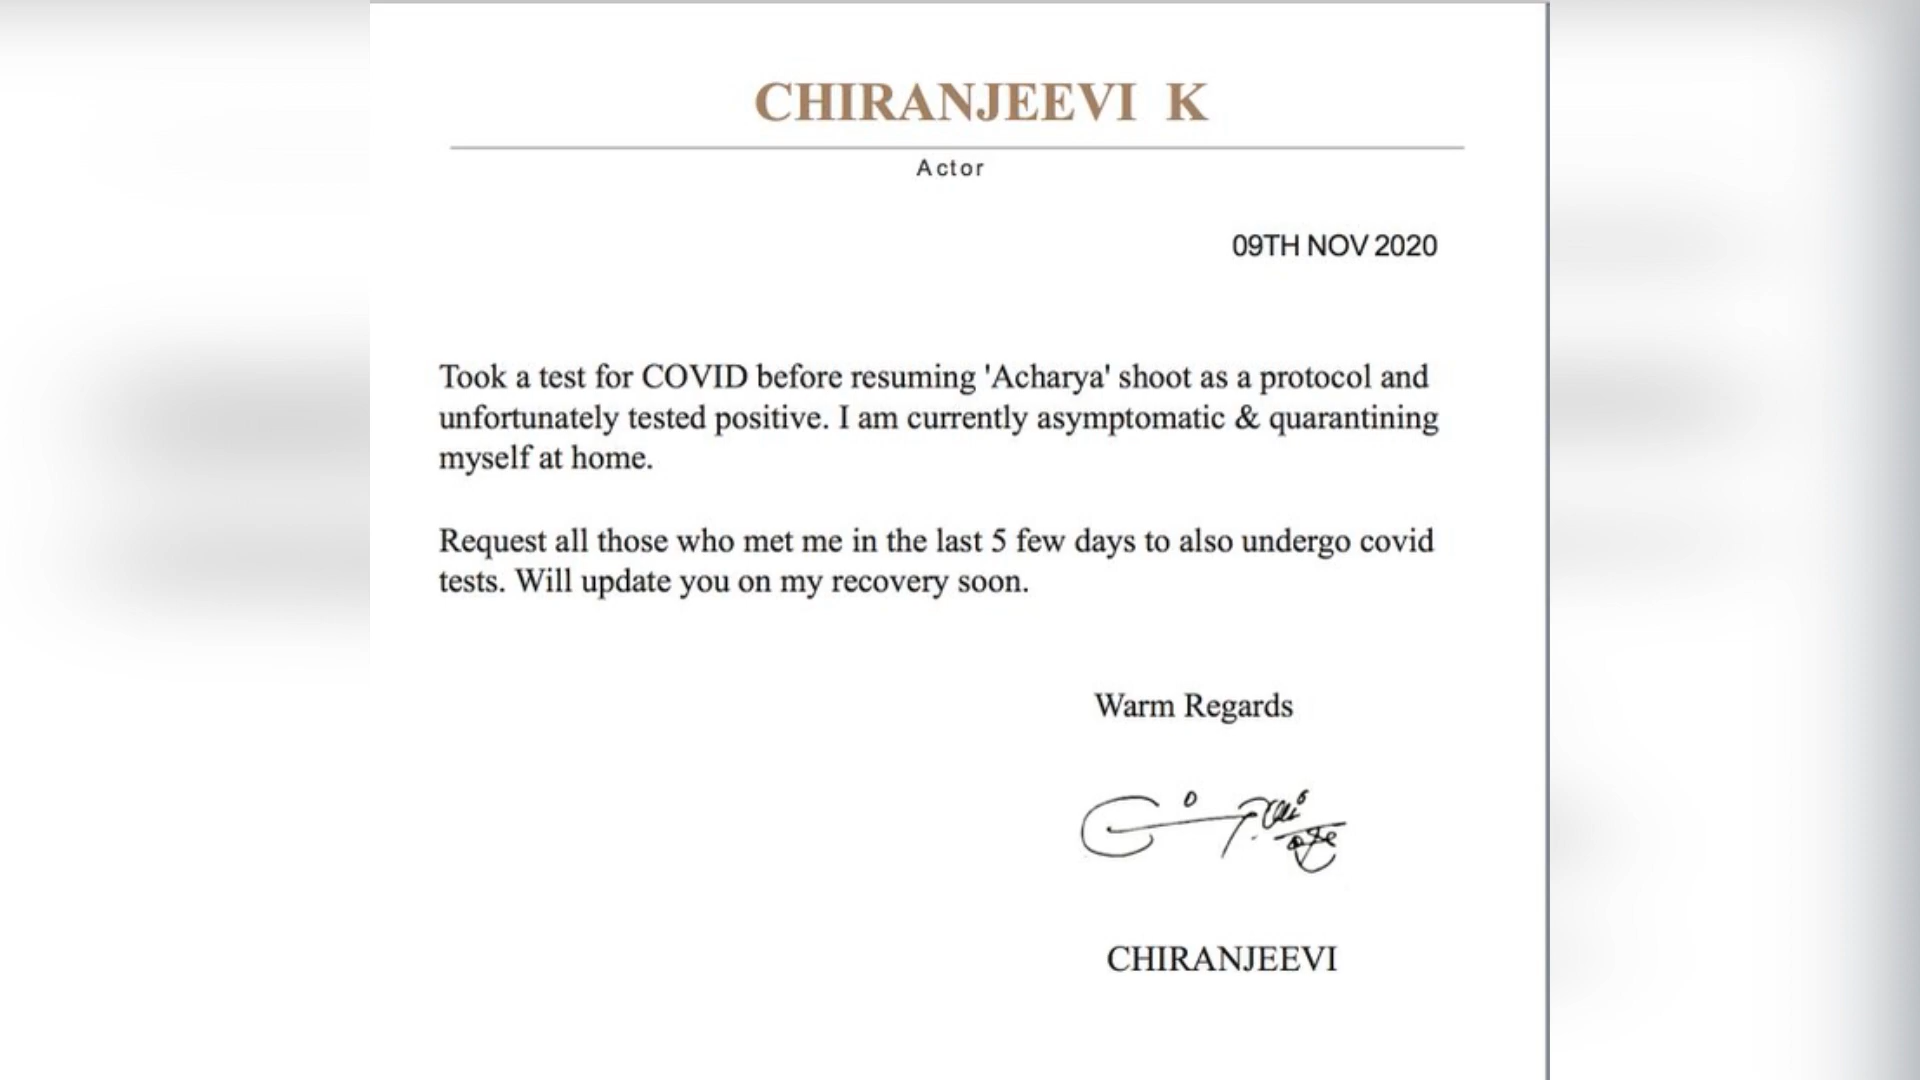 CHIRANJEEVI K
Actor
09TH NOV 2020
Took a test for COVID before resuming 'Acharya' shoot as a protocol and
unfortunately tested positive. I am currently asymptomatic & quarantining
myself at home.
Request all those who met me in the last 5 few days to also undergo covid
tests. Will update you on my recovery soon.
Warm Regards
CHIRANJEEVI